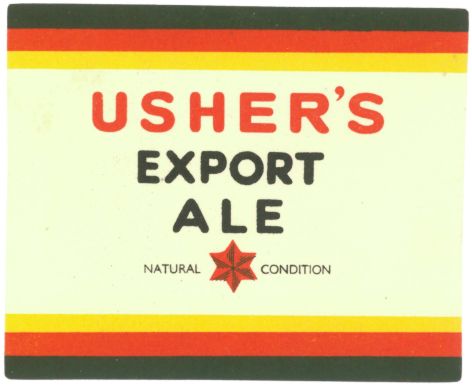 USHER'S
EXPORT
ALE
NATURAL CONDITION